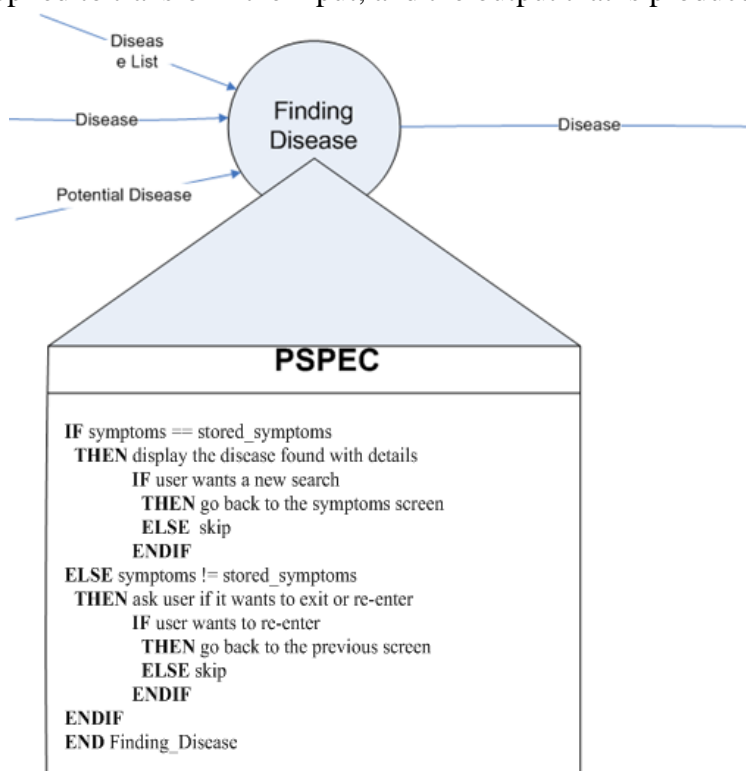 Diseas
e List
Finding
Disease
Disease
Disease
Potential Disease
PSPEC
IF symptoms == stored_symptoms
THEN display the disease found with details
IF user wants a new search
THEN go back to the symptoms screen
ELSE skip
ENDIF
ELSE symptoms != stored_symptoms
THEN ask user if it wants to exit or re-enter
IF user wants to re-enter
THEN go back to the previous screen
ELSE skip
ENDIF
ENDIF
END Finding_Disease